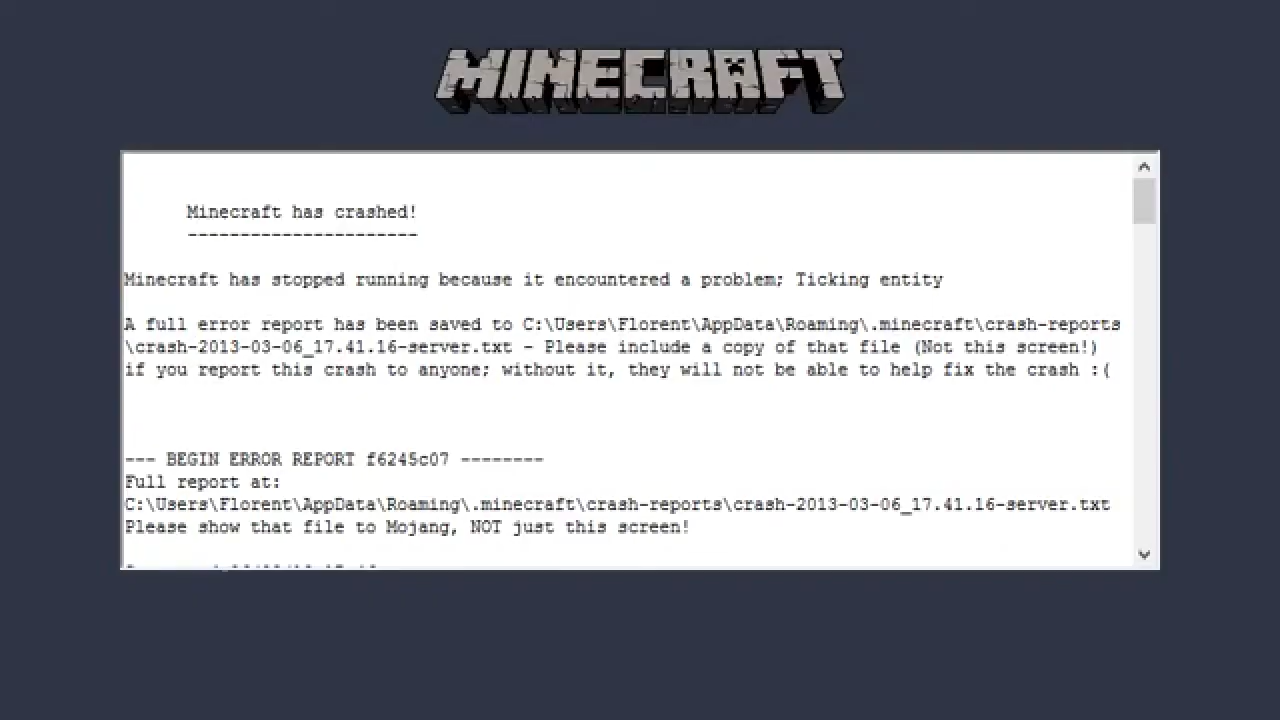 MINECRAFT
Minecraft has crashed!
----------------------
Minecraft has stopped running because it encountered a problem; Ticking entity
A full error report has been saved to C:\Users\Florent\AppData\Roaming\.minecraft\crash-reports
\crash-2013-03-06_17.41.16-server.txt - Please include a copy of that file (Not this screen!)
if you report this crash to anyone; without it, they will not be able to help fix the crash :(
--- BEGIN ERROR REPORT f6245c07 --------
Full report at:
C:\Users\Florent\AppData\Roaming\.minecraft\crash-reports\crash-2013-03-06_17.41.16-server.txt
Please show that file to Mojang, NOT just this screen!